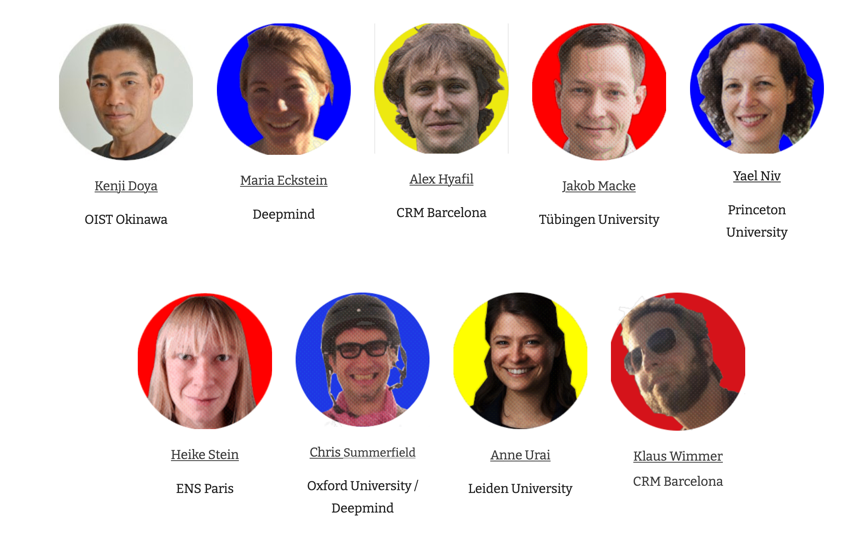 Kenji Doya
OIST Okinawa
Maria Eckstein
Deepmind
Alex Hyafil
CRM Barcelona
Jakob Macke
Tübingen University
Yael Niv
Princeton
University
Heike Stein
ENS Paris
Chris Summerfield
Oxford University /
Deepmind
Anne Urai
Leiden University
Klaus Wimmer
CRM Barcelona